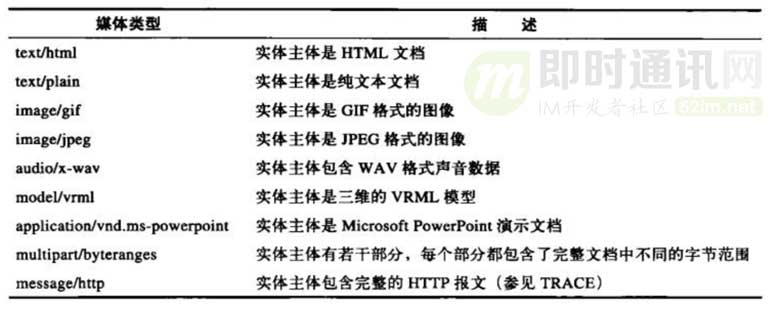 媒体类型 描 述
text/html 实体主体是 HTML 文档
text/plain 实体主体是纯文本文档
image/gif 实体主体是 GIF 格式的图像
image/jpeg 实体主体是 JPEG 格式的图像
audio/x-wav 实体主体包含 WAV 格式声音数据
model/vrml 实体主体是三维的 VRML 模型
application/vnd.ms-powerpoint 实体主体是 Microsoft PowerPoint 演示文档
multipart/byteranges 实体主体有若干部分，每个部分都包含了完整文档中不同的字节范围
message/http 实体主体包含完整的 HTTP 报文（参见 TRACE）
m 即时通讯网
IM开发者社区 52im.net